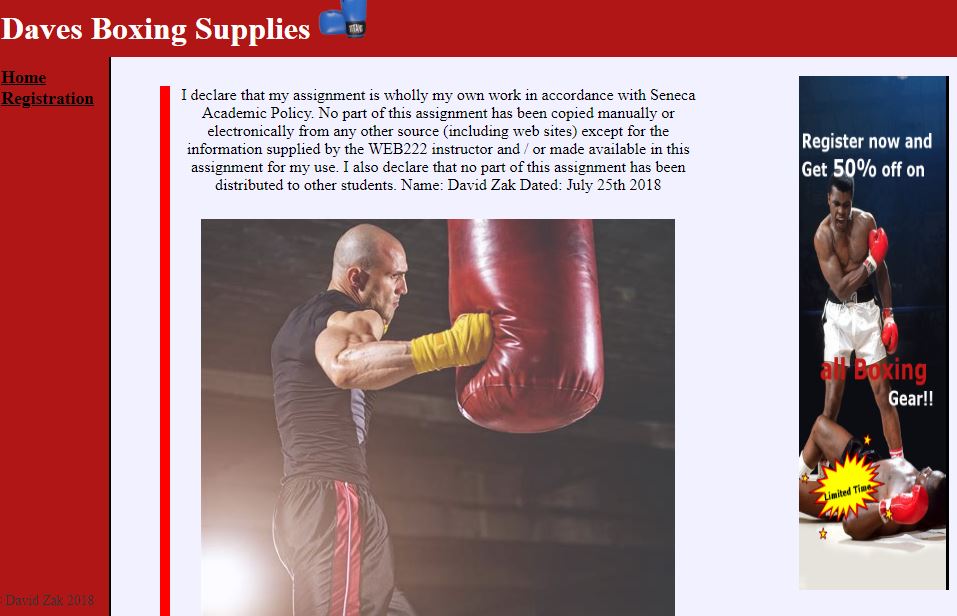 Daves Boxing Supplies
TITLE
Home
Registration
I declare that my assignment is wholly my own work in accordance with Seneca
Academic Policy. No part of this assignment has been copied manually or
electronically from any other source (including web sites) except for the
information supplied by the WEB222 instructor and / or made available in this
assignment for my use. I also declare that no part of this assignment has been
distributed to other students. Name: David Zak Dated: July 25th 2018
Register now and
Get 50% off on
all Boxing
Gear!!
Limited Time
David Zak 2018